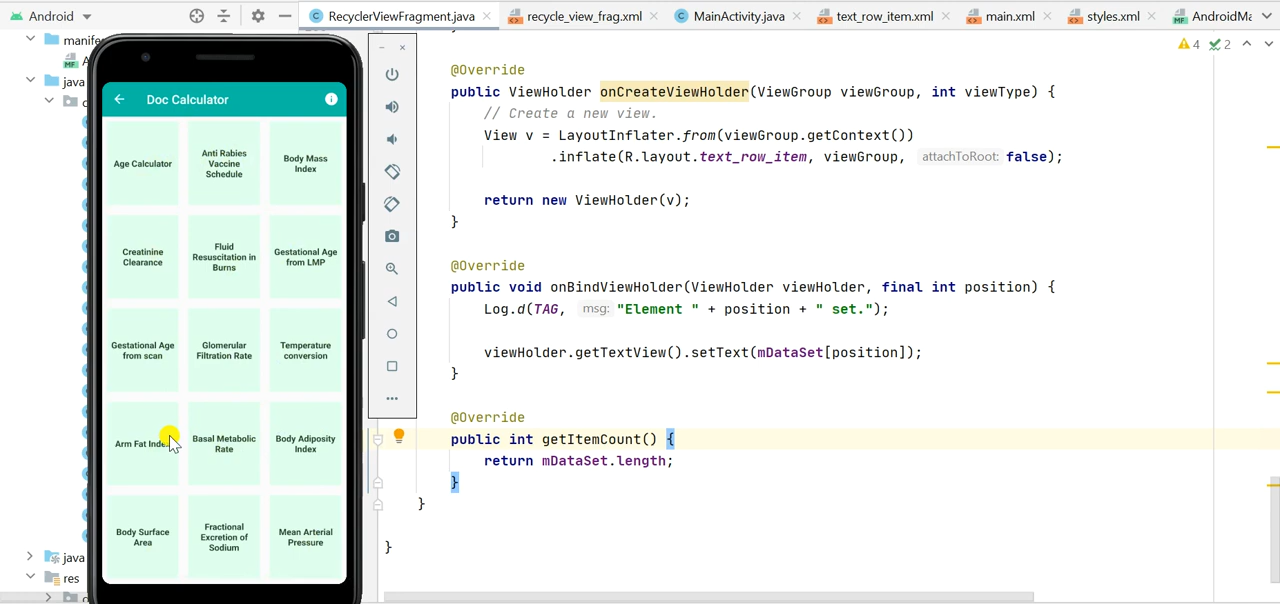 Android
RecyclerViewFragment.java
recycle_view_frag.xml
MainActivity.java
text_row_item.xml
main.xml
styles.xml
4
2
java
java
res
Doc Calculator
Age Calculator
Anti Rabies
Vaccine
Schedule
Body Mass
Index
Creatinine
Clearance
Fluid
Resuscitation in
Burns
Gestational Age
from LMP
Gestational Age
from scan
Glomerular
Filtration Rate
Temperature
conversion
Arm Fat Index
Basal Metabolic
Rate
Body Adiposity
Index
Body Surface
Area
Fractional
Excretion of
Sodium
Mean Arterial
Pressure
@Override
public ViewHolder onCreateViewHolder(ViewGroup viewGroup, int viewType) {
// Create a new view.
View v = LayoutInflater.from(viewGroup.getContext())
.inflate(R.layout.text_row_item, viewGroup, attachToRoot: false);
return new ViewHolder(v);
}
@Override
public void onBindViewHolder(ViewHolder viewHolder, final int position) {
Log.d(TAG, msg: "Element " + position + " set.");
viewHolder.getTextView().setText(mDataSet[position]);
}
@Override
public int getItemCount() {
return mDataSet.length;
}
}
}